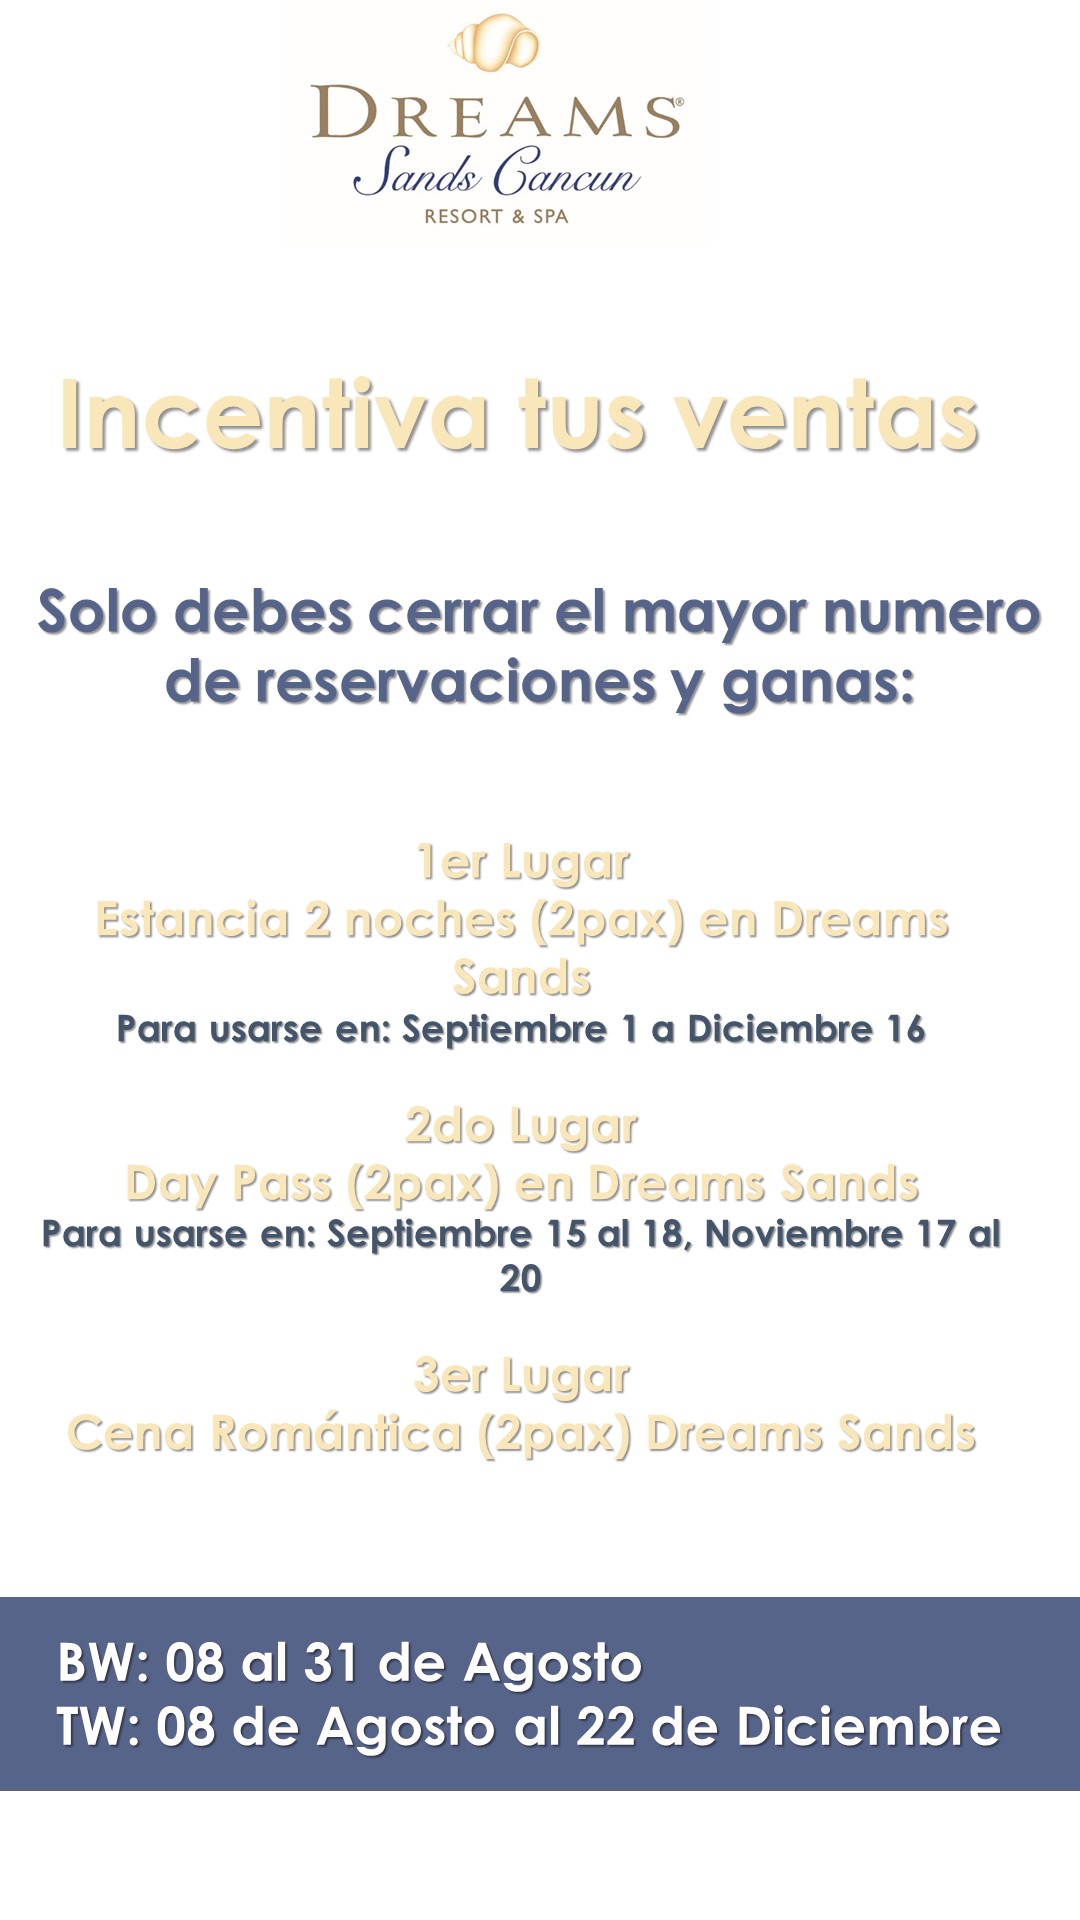 DREAMS®
Sands Cancun
RESORT & SPA
Incentiva tus ventas
Solo debes cerrar el mayor numero
de reservaciones y ganas:
1er Lugar
Estancia 2 noches (2pax) en Dreams
Sands
Para usarse en: Septiembre 1 a Diciembre 16
2do Lugar
Day Pass (2pax) en Dreams Sands
Para usarse en: Septiembre 15 al 18, Noviembre 17 al
20
3er Lugar
Cena Romántica (2pax) Dreams Sands
BW: 08 al 31 de Agosto
TW: 08 de Agosto al 22 de Diciembre